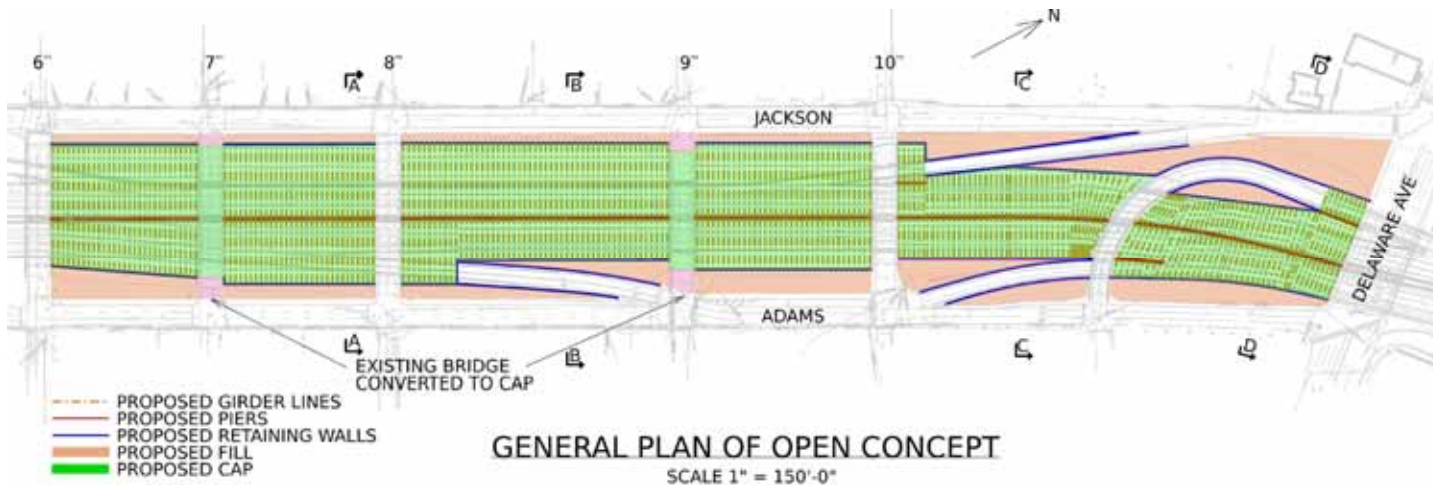 N
6TH
7TH
8TH
9TH
10TH
A
B
C
D
JACKSON
DELAWARE AVE
ADAMS
A
B
C
D
EXISTING BRIDGE
CONVERTED TO CAP
PROPOSED GIRDER LINES
PROPOSED PIERS
PROPOSED RETAINING WALLS
PROPOSED FILL
PROPOSED CAP
GENERAL PLAN OF OPEN CONCEPT
SCALE 1" = 150'-0"